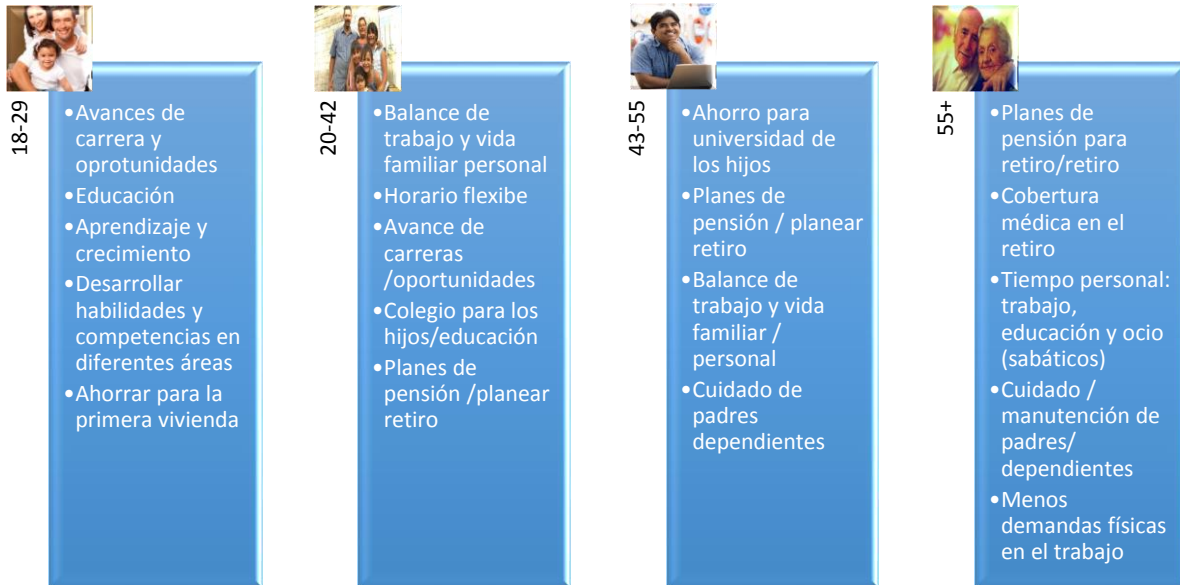 18-29
•Avances de
carrera y
oprotunidades
•Educación
•Aprendizaje y
crecimiento
•Desarrollar
habilidades y
competencias en
diferentes áreas
•Ahorrar para la
primera vivienda
20-42
•Balance de
trabajo y vida
familiar personal
•Horario flexibe
•Avance de
carreras
/oportunidades
•Colegio para los
hijos/educación
•Planes de
pensión /planear
retiro
43-55
•Ahorro para
universidad de
los hijos
•Planes de
pensión / planear
retiro
•Balance de
trabajo y vida
familiar /
personal
•Cuidado de
padres
dependientes
55+
•Planes de
pensión para
retiro/retiro
•Cobertura
médica en el
retiro
•Tiempo personal:
trabajo,
educación y ocio
(sabáticos)
•Cuidado /
manutención de
padres/
dependientes
•Menos
demandas físicas
en el trabajo